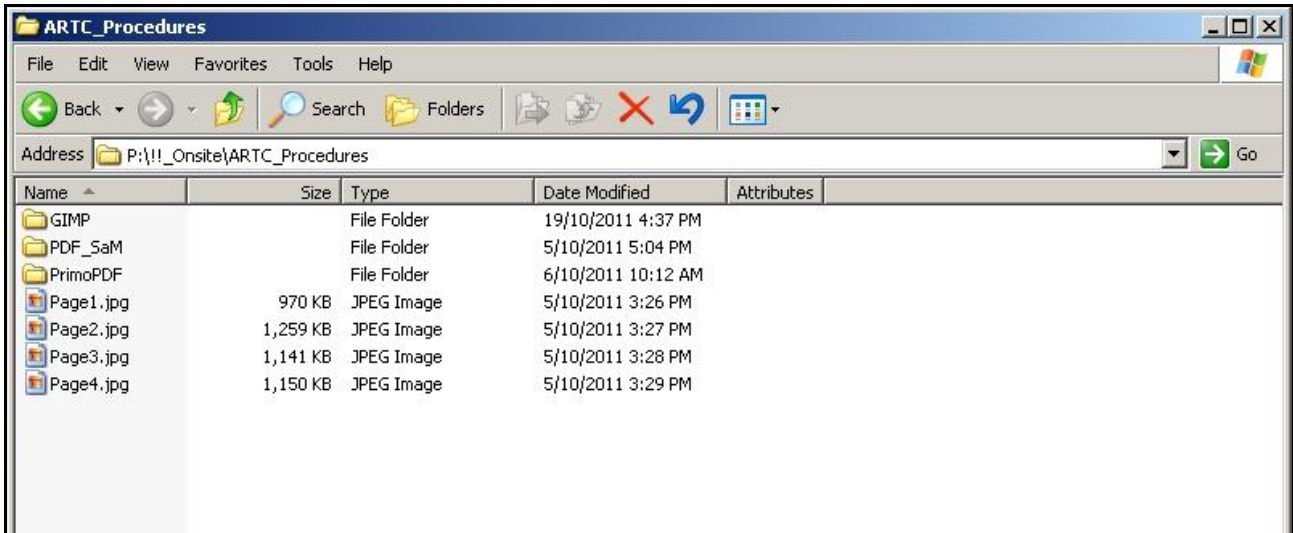 ARTC_Procedures
File Edit View Favorites Tools Help
Back Search Folders
Address P:\!!_Onsite\ARTC_Procedures Go
Name Size Type Date Modified Attributes
GIMP File Folder 19/10/2011 4:37 PM
PDF_SaM File Folder 5/10/2011 5:04 PM
PrimoPDF File Folder 6/10/2011 10:12 AM
Page1.jpg 970 KB JPEG Image 5/10/2011 3:26 PM
Page2.jpg 1,259 KB JPEG Image 5/10/2011 3:27 PM
Page3.jpg 1,141 KB JPEG Image 5/10/2011 3:28 PM
Page4.jpg 1,150 KB JPEG Image 5/10/2011 3:29 PM